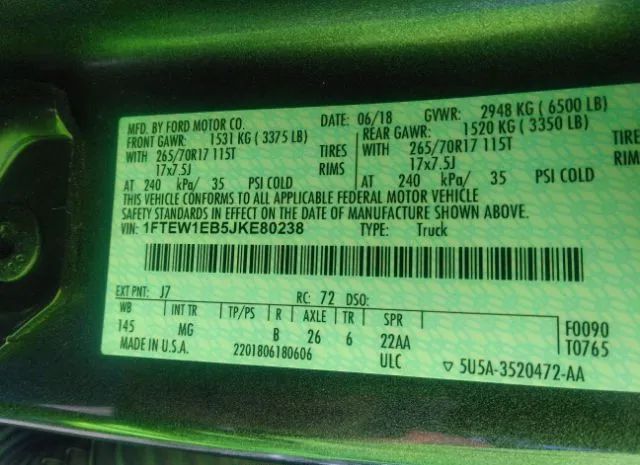 MFD. BY FORD MOTOR CO. DATE: 06/18 GVWR: 2948 KG ( 6500 LB)
FRONT GAWR: 1531 KG ( 3375 LB) REAR GAWR: 1520 KG ( 3350 LB)
WITH 265/70R17 115T TIRES WITH 265/70R17 115T TIRES
17x7.5J RIMS 17x7.5J RIMS
AT 240 kPa/ 35 PSI COLD AT 240 kPa/ 35 PSI COLD
THIS VEHICLE CONFORMS TO ALL APPLICABLE FEDERAL MOTOR VEHICLE
SAFETY STANDARDS IN EFFECT ON THE DATE OF MANUFACTURE SHOWN ABOVE.
VIN: 1FTEW1EB5JKE80238 TYPE: Truck
EXT PNT: J7 RC: 72 DSO:
WB INT TR TP/PS R AXLE TR SPR F0090
145 MG B 26 6 22AA T0765
MADE IN U.S.A. 2201806180606 ULC ▽ 5U5A-3520472-AA